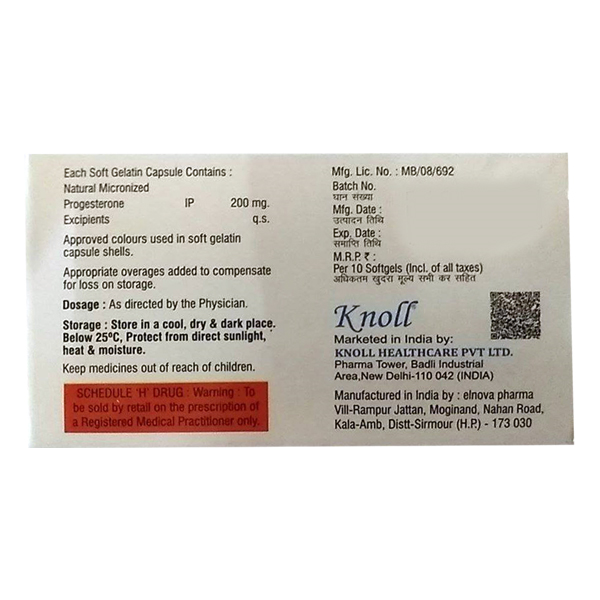 Each Soft Gelatin Capsule Contains :
Natural Micronized
Progesterone IP 200 mg.
Excipients q.s.
Approved colours used in soft gelatin
capsule shells.
Appropriate overages added to compensate
for loss on storage.
Dosage : As directed by the Physician.
Storage : Store in a cool, dry & dark place.
Below 25ºC, Protect from direct sunlight,
heat & moisture.
Keep medicines out of reach of children.
SCHEDULE 'H' DRUG : Warning : To
be sold by retail on the prescription of
a Registered Medical Practitioner only.
Mfg. Lic. No. : MB/08/692
Batch No.
घान संख्या
Mfg. Date :
उत्पादन तिथि
Exp. Date :
समाप्ति तिथि
M.R.P. ₹ :
Per 10 Softgels (Incl. of all taxes)
अधिकतम खुदरा मूल्य सभी कर सहित
Knoll
Marketed in India by:
KNOLL HEALTHCARE PVT LTD.
Pharma Tower, Badli Industrial
Area,New Delhi-110 042 (INDIA)
Manufactured in India by : elnova pharma
Vill-Rampur Jattan, Moginand, Nahan Road,
Kala-Amb, Distt-Sirmour (H.P.) - 173 030